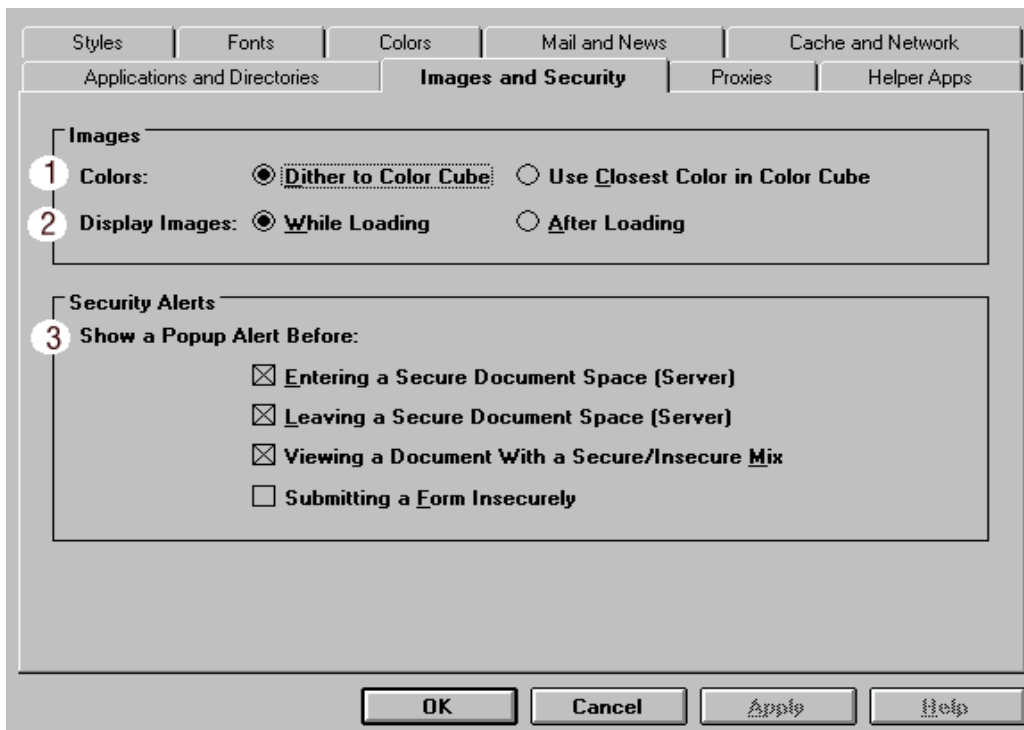 Styles Fonts Colors Mail and News Cache and Network
Applications and Directories Images and Security Proxies Helper Apps
Images
1 Colors: Dither to Color Cube Use Closest Color in Color Cube
2 Display Images: While Loading After Loading
Security Alerts
3 Show a Popup Alert Before:
Entering a Secure Document Space (Server)
Leaving a Secure Document Space (Server)
Viewing a Document With a Secure/Insecure Mix
Submitting a Form Insecurely
OK Cancel Apply Help